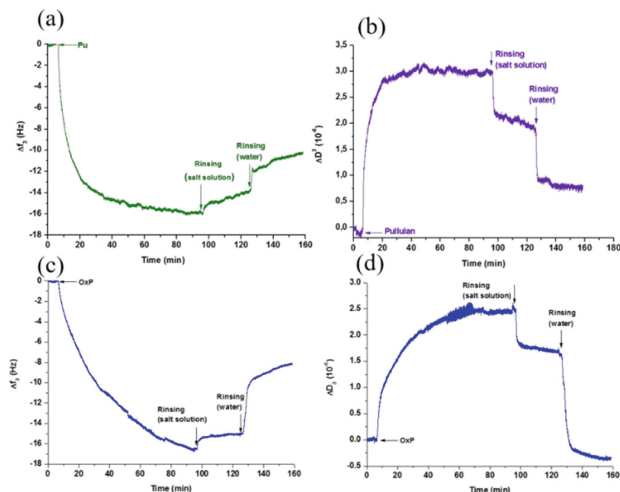 (a)
0
-2
-4
-6
-8
-10
-12
-14
-16
-18
Δf₃ (Hz)
Pu
Rinsing
(salt solution)
Rinsing
(water)
0 20 40 60 80 100 120 140 160
Time (min)
(b)
3,5
3,0
2,5
2,0
1,5
1,0
0,5
0,0
ΔD³ (10⁻⁶)
Rinsing
(salt solution)
Rinsing
(water)
Pullulan
0 20 40 60 80 100 120 140 160 180
Time (min)
(c)
0
-2
-4
-6
-8
-10
-12
-14
-16
-18
Δf₃ (Hz)
OxP
Rinsing
(salt solution)
Rinsing
(water)
0 20 40 60 80 100 120 140 160
Time (min)
(d)
3.0
2.5
2.0
1.5
1.0
0.5
0.0
-0.5
ΔD₃ (10⁻⁶)
Rinsing
(salt solution)
Rinsing
(water)
OxP
0 20 40 60 80 100 120 140 160
Time (min)